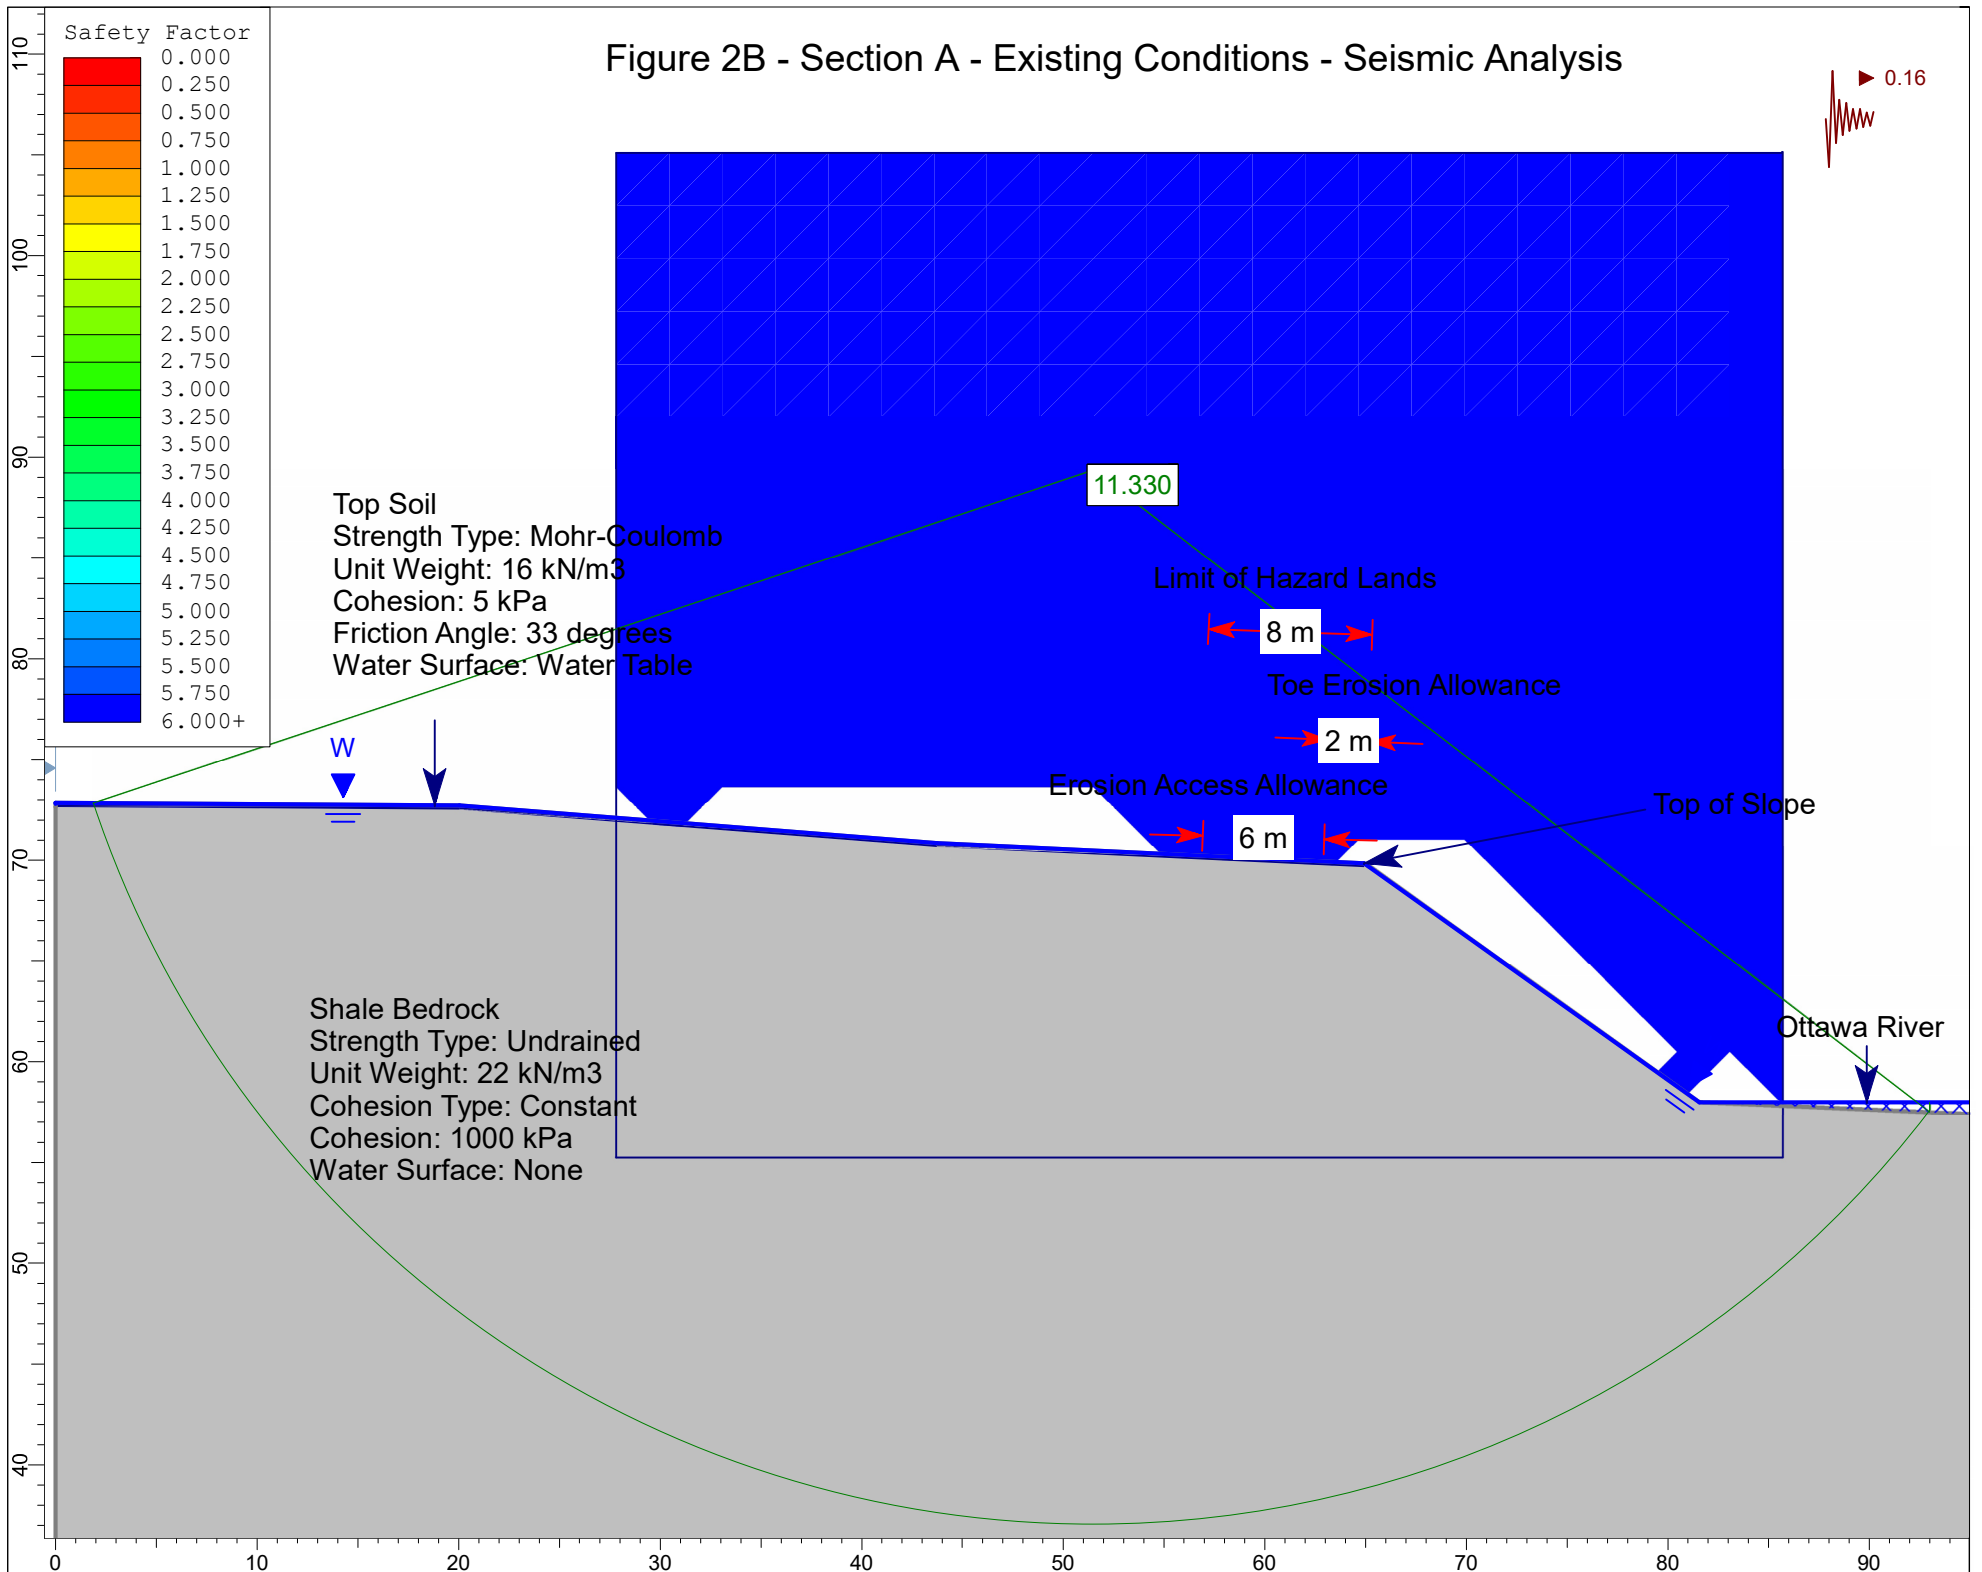 Safety Factor
0.000
0.250
0.500
0.750
1.000
1.250
1.500
1.750
2.000
2.250
2.500
2.750
3.000
3.250
3.500
3.750
4.000
4.250
4.500
4.750
5.000
5.250
5.500
5.750
6.000+
Figure 2B - Section A - Existing Conditions - Seismic Analysis
0.16
11.330
Top Soil
Strength Type: Mohr-Coulomb
Unit Weight: 16 kN/m3
Cohesion: 5 kPa
Friction Angle: 33 degrees
Water Surface: Water Table
Limit of Hazard Lands
8 m
Toe Erosion Allowance
2 m
Erosion Access Allowance
6 m
Top of Slope
W
Ottawa River
Shale Bedrock
Strength Type: Undrained
Unit Weight: 22 kN/m3
Cohesion Type: Constant
Cohesion: 1000 kPa
Water Surface: None
110
100
90
80
70
60
50
40
0 10 20 30 40 50 60 70 80 90